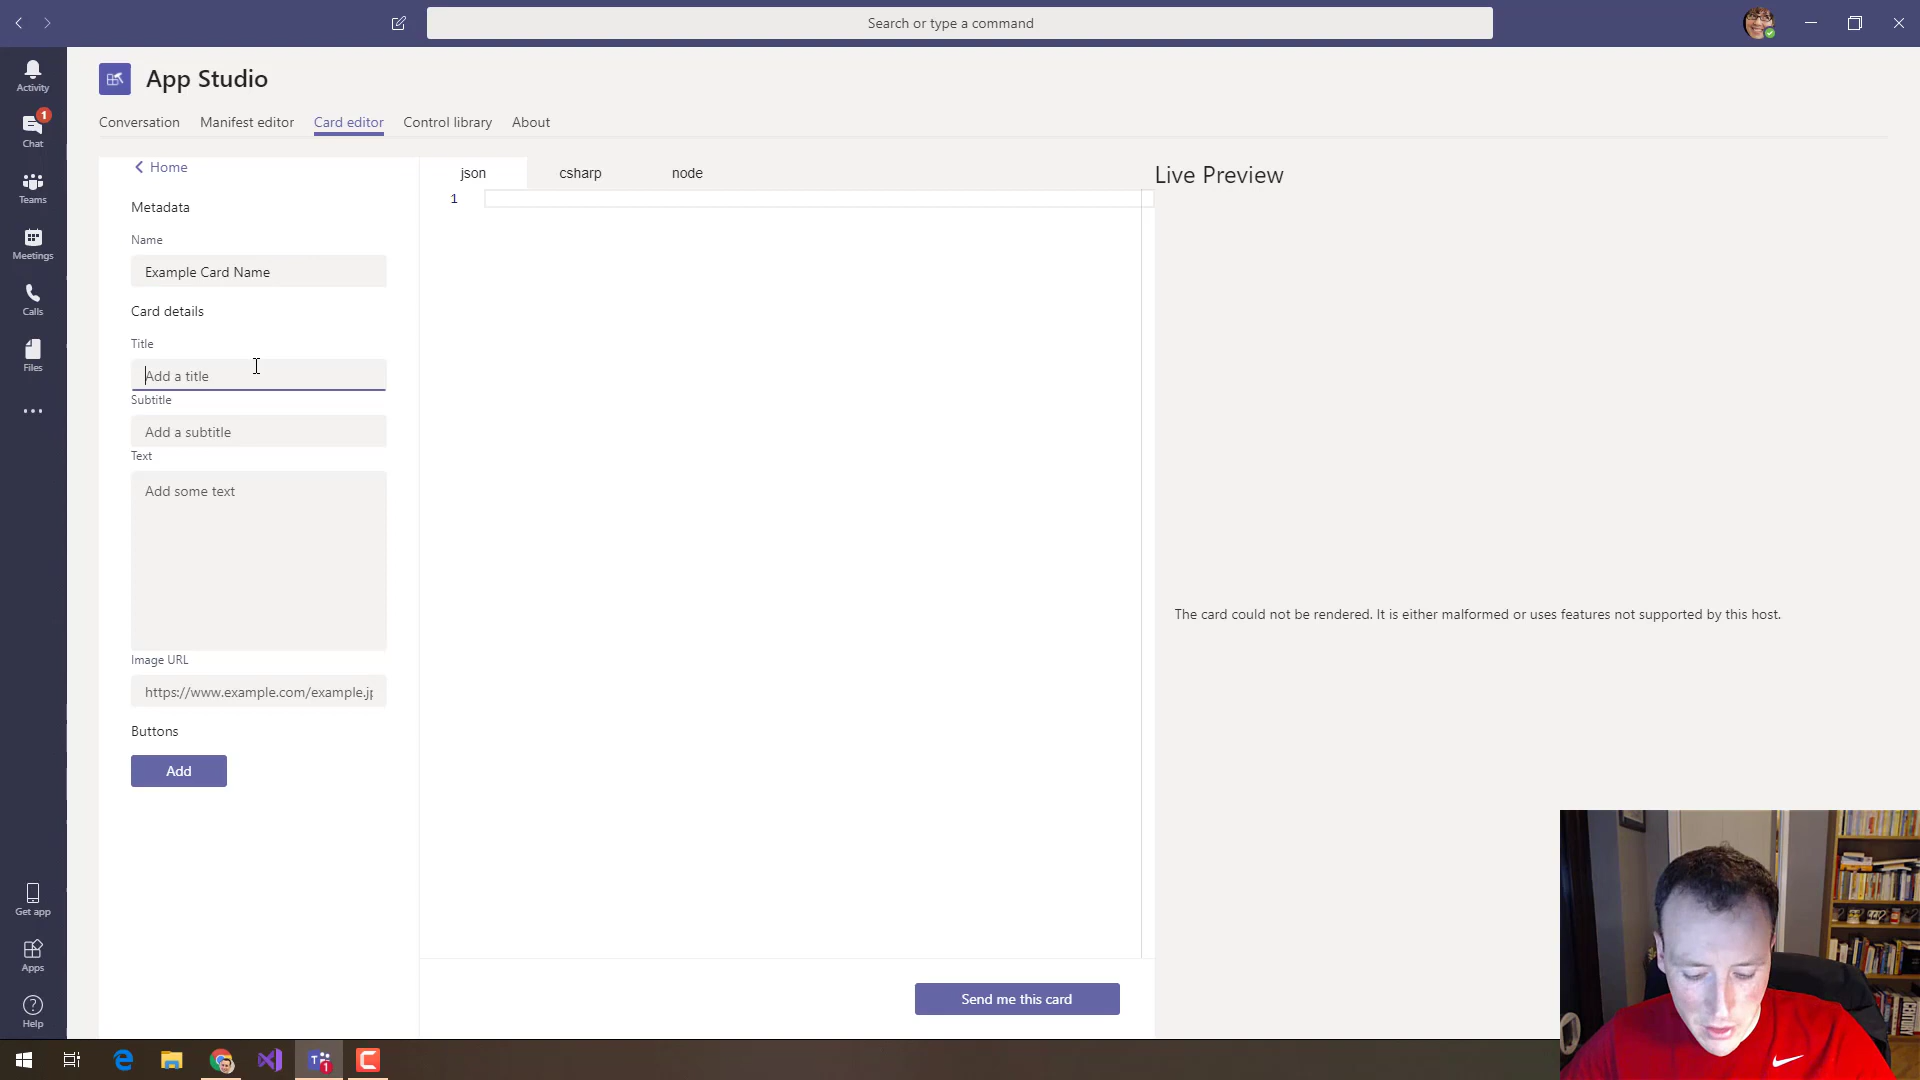 Search or type a command
Activity
1
Chat
Teams
Meetings
Calls
Files
Get app
Apps
Help
App Studio
Conversation
Manifest editor
Card editor
Control library
About
Home
Metadata
Name
Example Card Name
Card details
Title
Add a title
Subtitle
Add a subtitle
Text
Add some text
Image URL
https://www.example.com/example.jp
Buttons
Add
json
csharp
node
1
Send me this card
Live Preview
The card could not be rendered. It is either malformed or uses features not supported by this host.
1